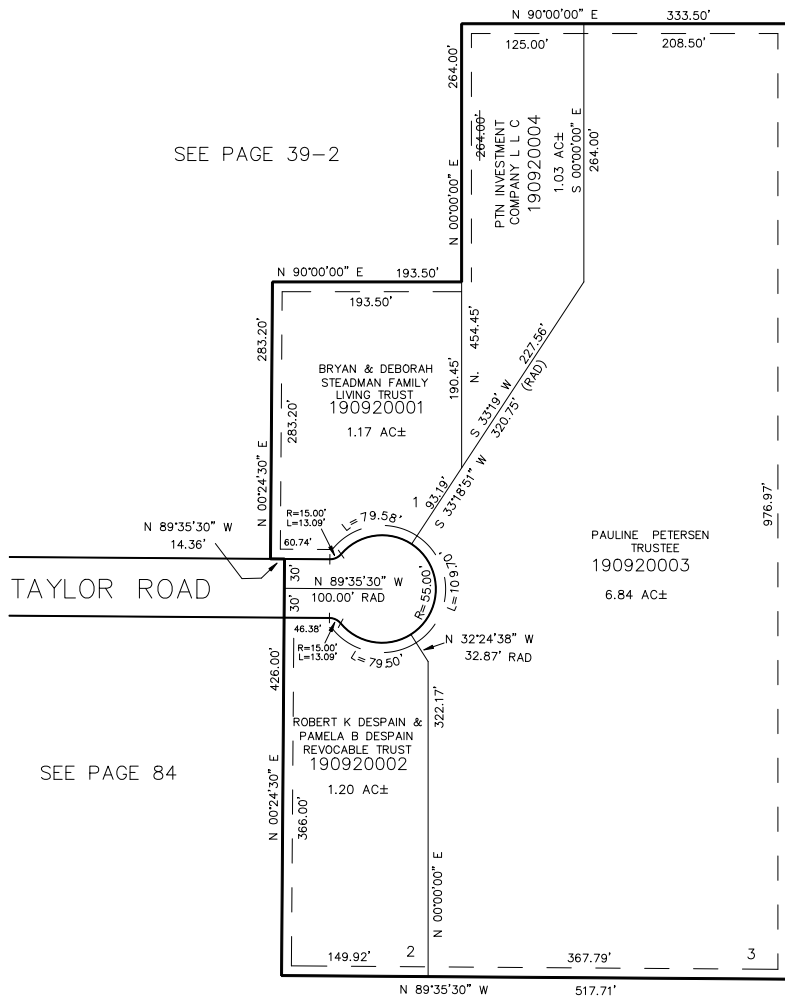 N 90°00'00" E 333.50'
125.00' 208.50'
264.00'
N 00°00'00" E
264.00'
PTN INVESTMENT
COMPANY L L C
190920004
1.03 AC±
S 00°00'00" E
264.00'
SEE PAGE 39-2
N 90°00'00" E 193.50'
193.50'
283.20'
N 00°24'30" E
283.20'
BRYAN & DEBORAH
STEADMAN FAMILY
LIVING TRUST
190920001
1.17 AC±
190.45'
N. 454.45'
S 33°19' W 227.56'
S 33°18'51" W 320.75' (RAD)
93.19'
1
R=15.00'
L=13.09'
L=79.58'
60.74'
N 89°35'30" W
14.36'
TAYLOR ROAD
30'
30'
N 89°35'30" W
100.00' RAD
R=55.00'
L=109.70'
46.38'
R=15.00'
L=13.09'
L=79.50'
N 32°24'38" W
32.87' RAD
PAULINE PETERSEN
TRUSTEE
190920003
6.84 AC±
976.97'
426.00'
N 00°24'30" E
366.00'
SEE PAGE 84
ROBERT K DESPAIN &
PAMELA B DESPAIN
REVOCABLE TRUST
190920002
1.20 AC±
322.17'
N 00°00'00" E
149.92' 2 367.79' 3
N 89°35'30" W 517.71'